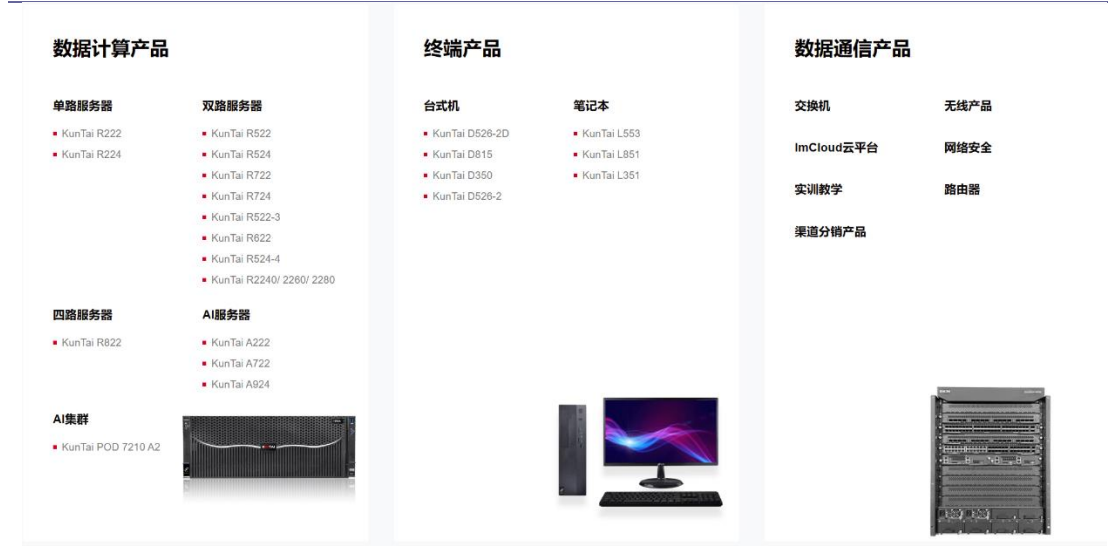 数据计算产品
单路服务器
KunTai R222
KunTai R224
双路服务器
KunTai R522
KunTai R524
KunTai R722
KunTai R724
KunTai R522-3
KunTai R622
KunTai R524-4
KunTai R2240/ 2260/ 2280
四路服务器
KunTai R822
AI服务器
KunTai A222
KunTai A722
KunTai A924
AI集群
KunTai POD 7210 A2
终端产品
台式机
KunTai D526-2D
KunTai D815
KunTai D350
KunTai D526-2
笔记本
KunTai L553
KunTai L851
KunTai L351
数据通信产品
交换机
无线产品
ImCloud云平台
网络安全
实训教学
路由器
渠道分销产品